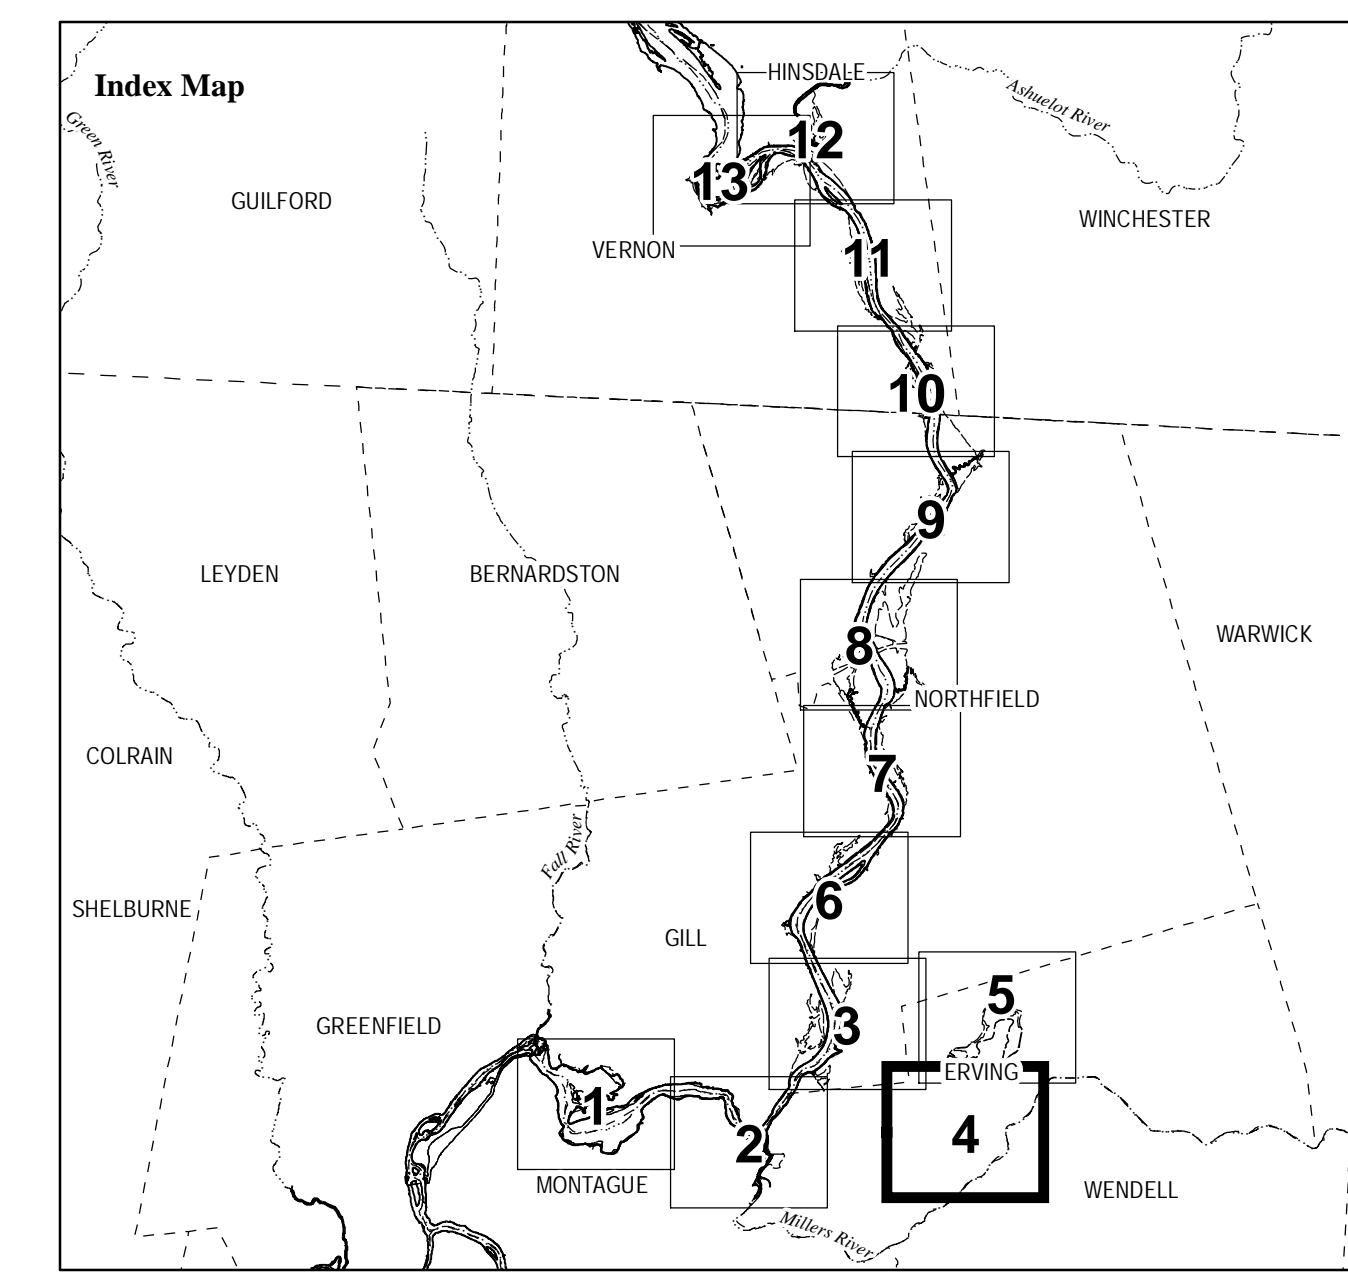 Index Map
HINSDALE
Green River
Ashuelot River
12
13
GUILFORD
WINCHESTER
VERNON
11
10
9
LEYDEN
BERNARDSTON
WARWICK
8
NORTHFIELD
COLRAIN
7
Fall River
6
SHELBURNE
GILL
5
GREENFIELD
3
ERVING
1
4
2
MONTAGUE
WENDELL
Millers River